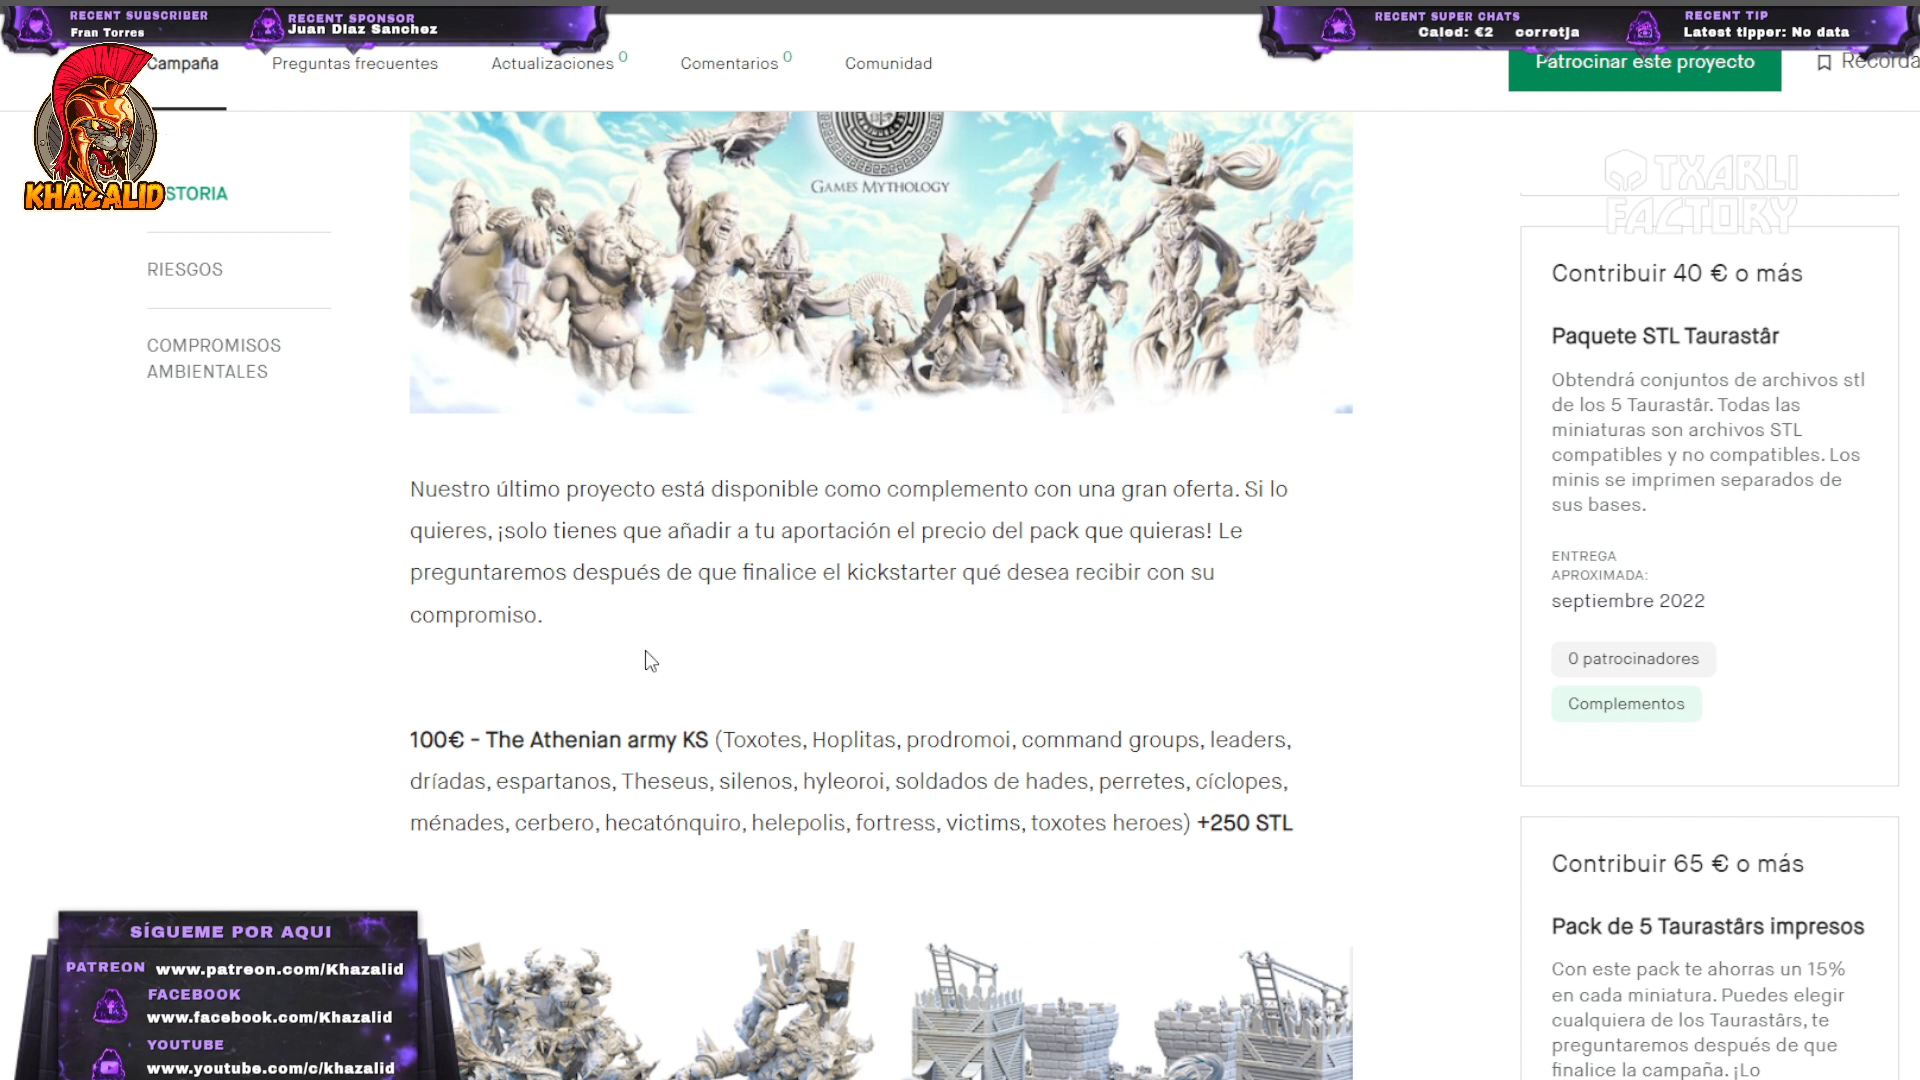 RECENT SUBSCRIBER
Fran Torres
RECENT SPONSOR
Juan Diaz Sanchez
RECENT SUPER CHATS
Caled: €2 corretja
RECENT TIP
Latest tipper: No data
Campaña
Preguntas frecuentes
Actualizaciones 0
Comentarios 0
Comunidad
Patrocinar este proyecto
Recorda
KHAZALID
STORIA
RIESGOS
COMPROMISOS
AMBIENTALES
GAMES MYTHOLOGY
Nuestro último proyecto está disponible como complemento con una gran oferta. Si lo
quieres, ¡solo tienes que añadir a tu aportación el precio del pack que quieras! Le
preguntaremos después de que finalice el kickstarter qué desea recibir con su
compromiso.
100€ - The Athenian army KS (Toxotes, Hoplitas, prodromoi, command groups, leaders,
dríadas, espartanos, Theseus, silenos, hyleoroi, soldados de hades, perretes, cíclopes,
ménades, cerbero, hecatónquiro, helepolis, fortress, victims, toxotes heroes) +250 STL
TXARLI
FACTORY
Contribuir 40 € o más
Paquete STL Taurastâr
Obtendrá conjuntos de archivos stl
de los 5 Taurastâr. Todas las
miniaturas son archivos STL
compatibles y no compatibles. Los
minis se imprimen separados de
sus bases.
ENTREGA
APROXIMADA:
septiembre 2022
0 patrocinadores
Complementos
Contribuir 65 € o más
Pack de 5 Taurastârs impresos
Con este pack te ahorras un 15%
en cada miniatura. Puedes elegir
cualquiera de los Taurastârs, te
preguntaremos después de que
finalice la campaña. ¡Lo
SÍGUEME POR AQUI
PATREON www.patreon.com/Khazalid
FACEBOOK
www.facebook.com/Khazalid
YOUTUBE
www.youtube.com/c/khazalid